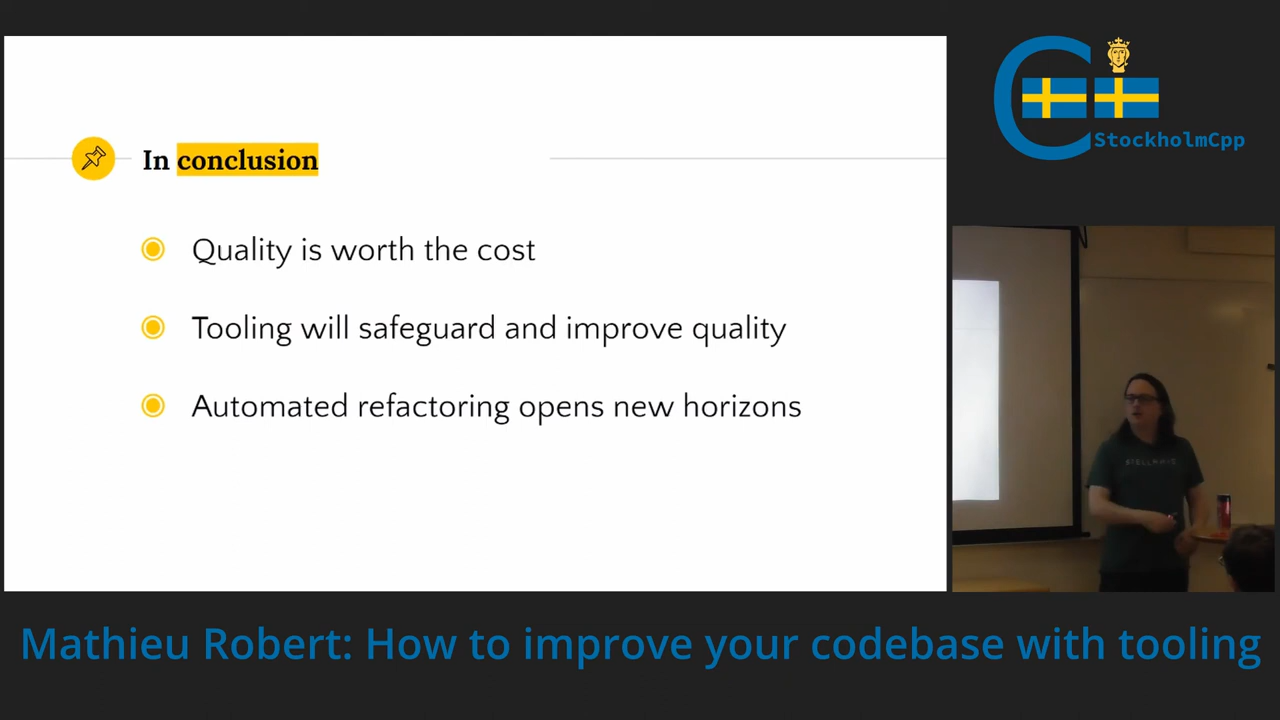 In conclusion
Quality is worth the cost
Tooling will safeguard and improve quality
Automated refactoring opens new horizons
StockholmCpp
Mathieu Robert: How to improve your codebase with tooling